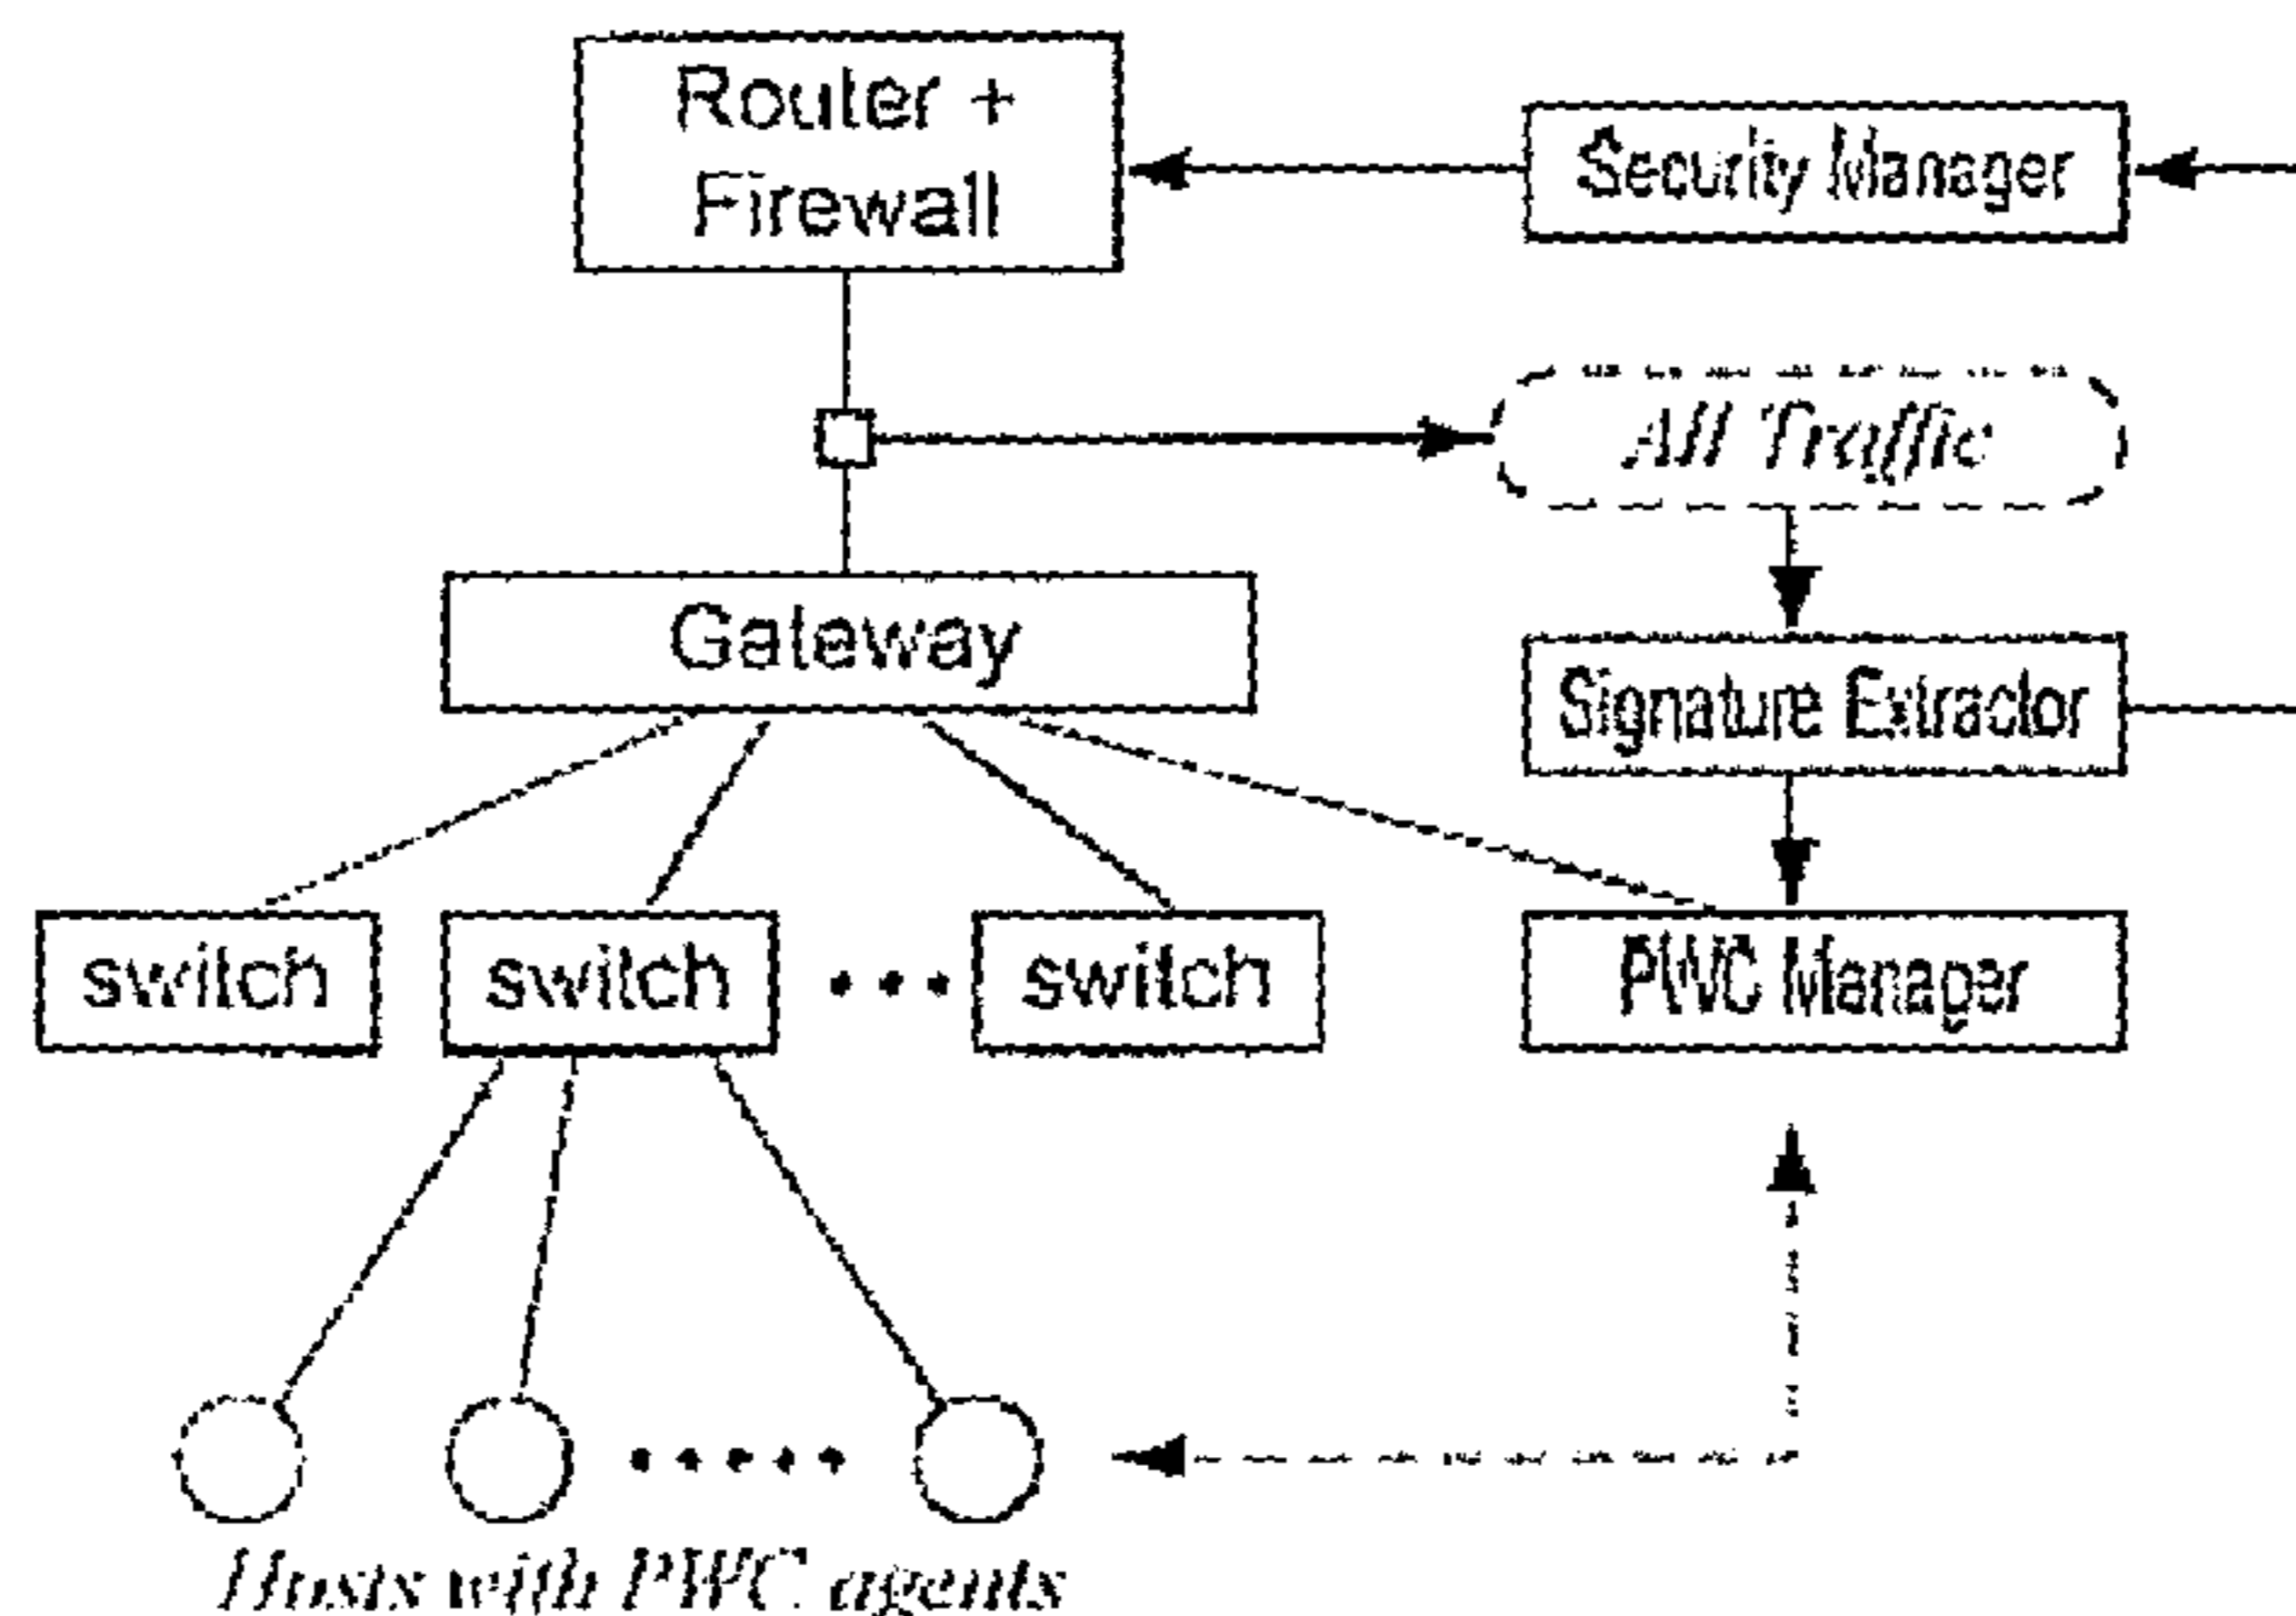 Router +
Firewall
Security Manager
All Traffic
Gateway
Signature Extractor
switch
switch
switch
PWC Manager
Hosts with PWC agents